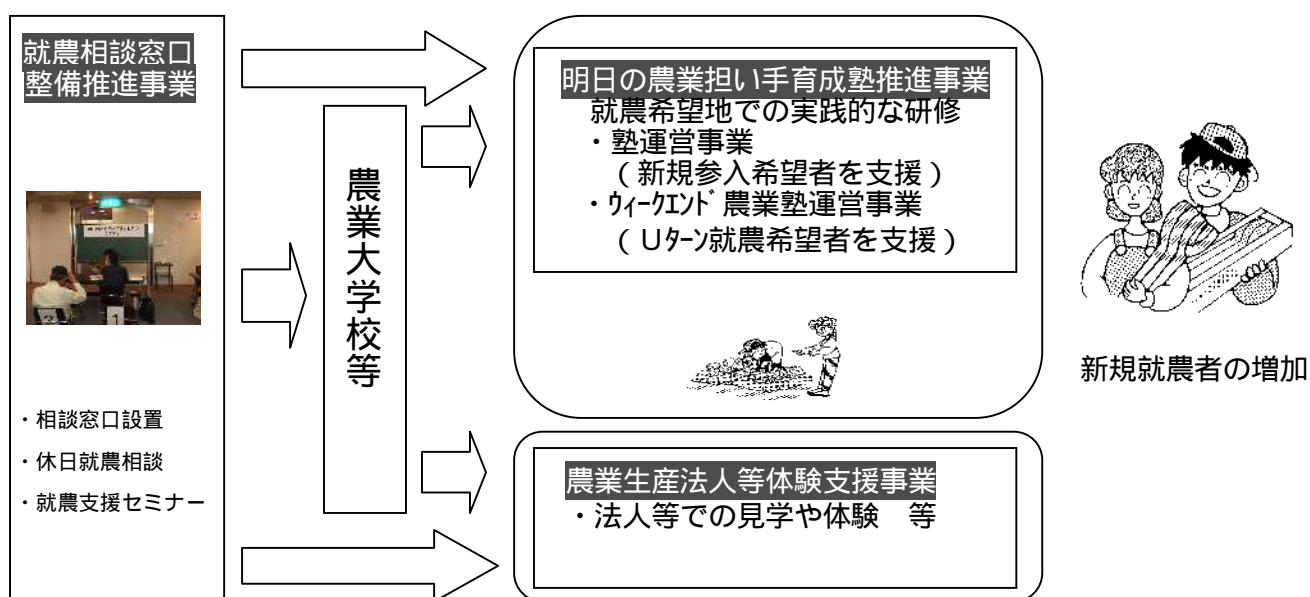 就農相談窓口
整備推進事業
・相談窓口設置
・休日就農相談
・就農支援セミナー
農業大学校等
明日の農業担い手育成塾推進事業
就農希望地での実践的な研修
・塾運営事業
（新規参入希望者を支援）
・ｳｨｰｸｴﾝﾄﾞ農業塾運営事業
（Uﾀｰﾝ就農希望者を支援）
農業生産法人等体験支援事業
・法人等での見学や体験　等
新規就農者の増加